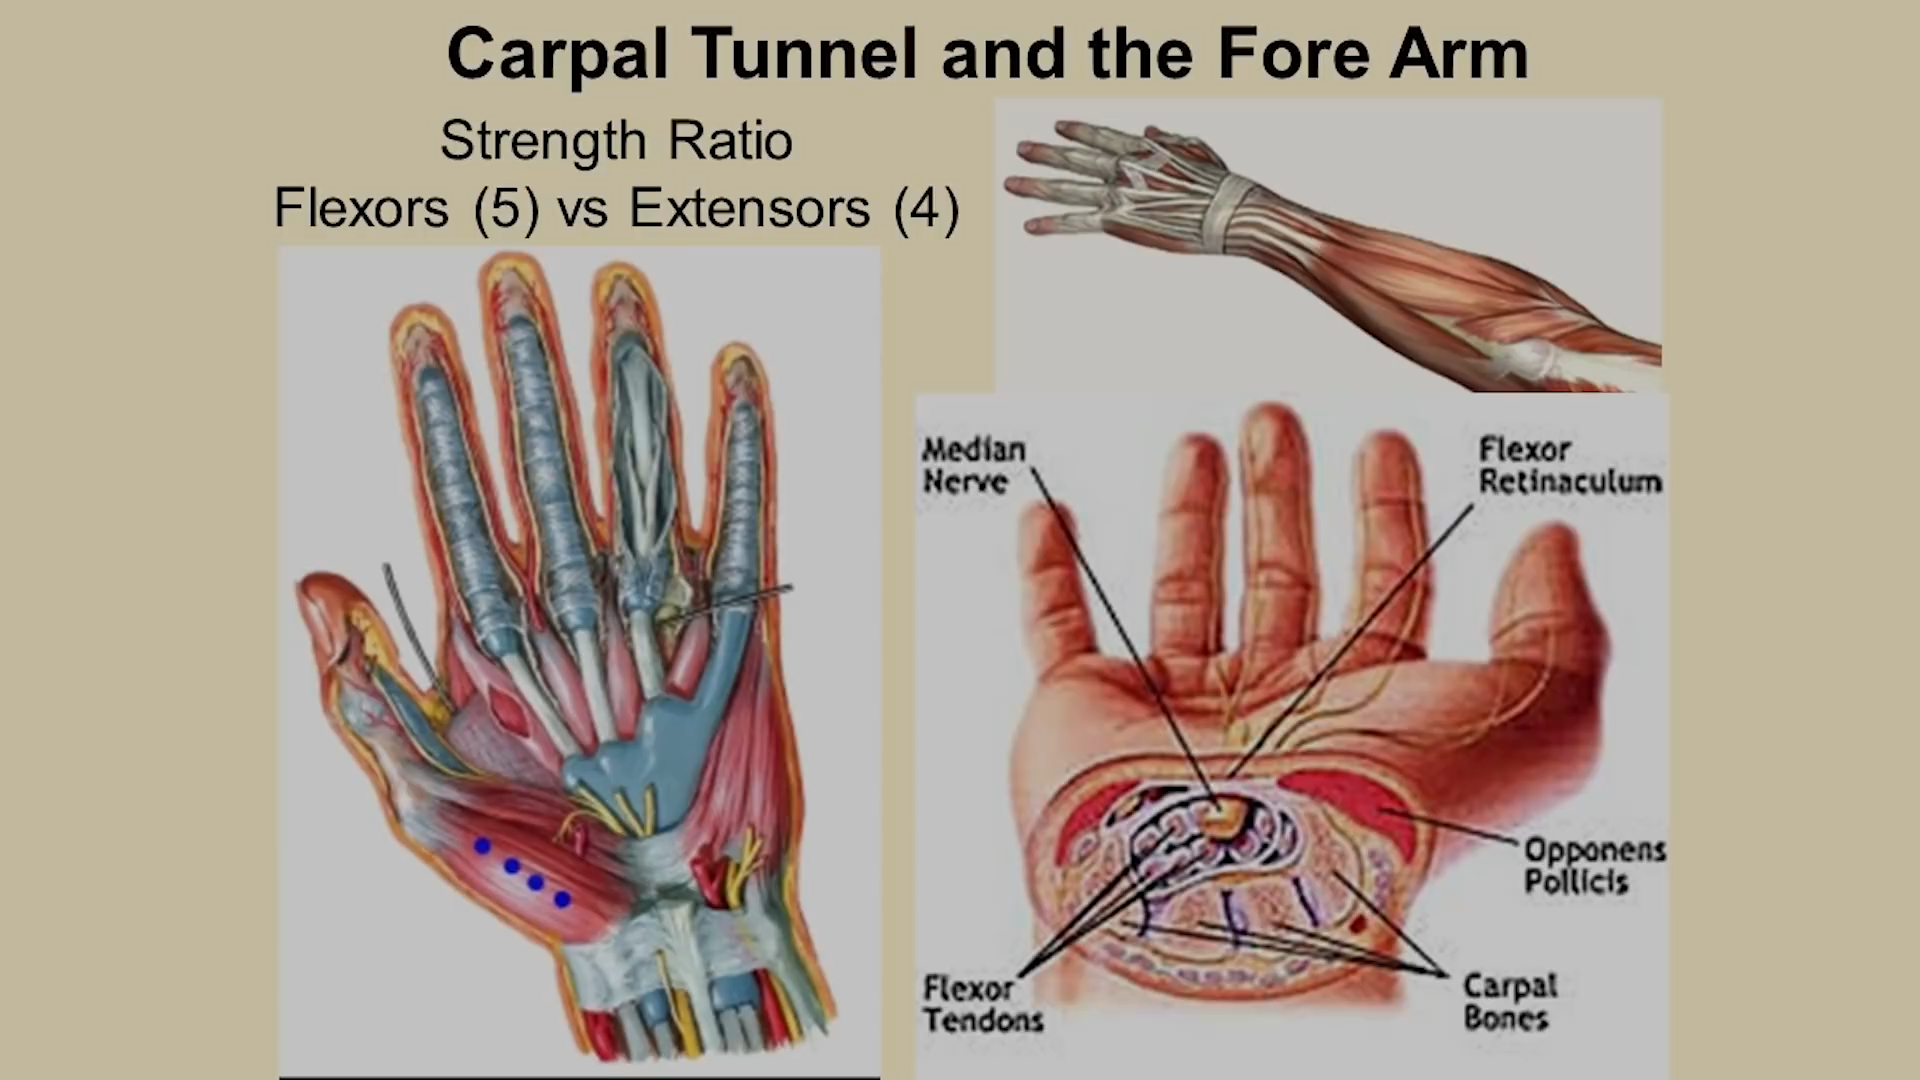 Carpal Tunnel and the Fore Arm
Strength Ratio
Flexors (5) vs Extensors (4)
Median
Nerve
Flexor
Retinaculum
Opponens
Pollicis
Flexor
Tendons
Carpal
Bones